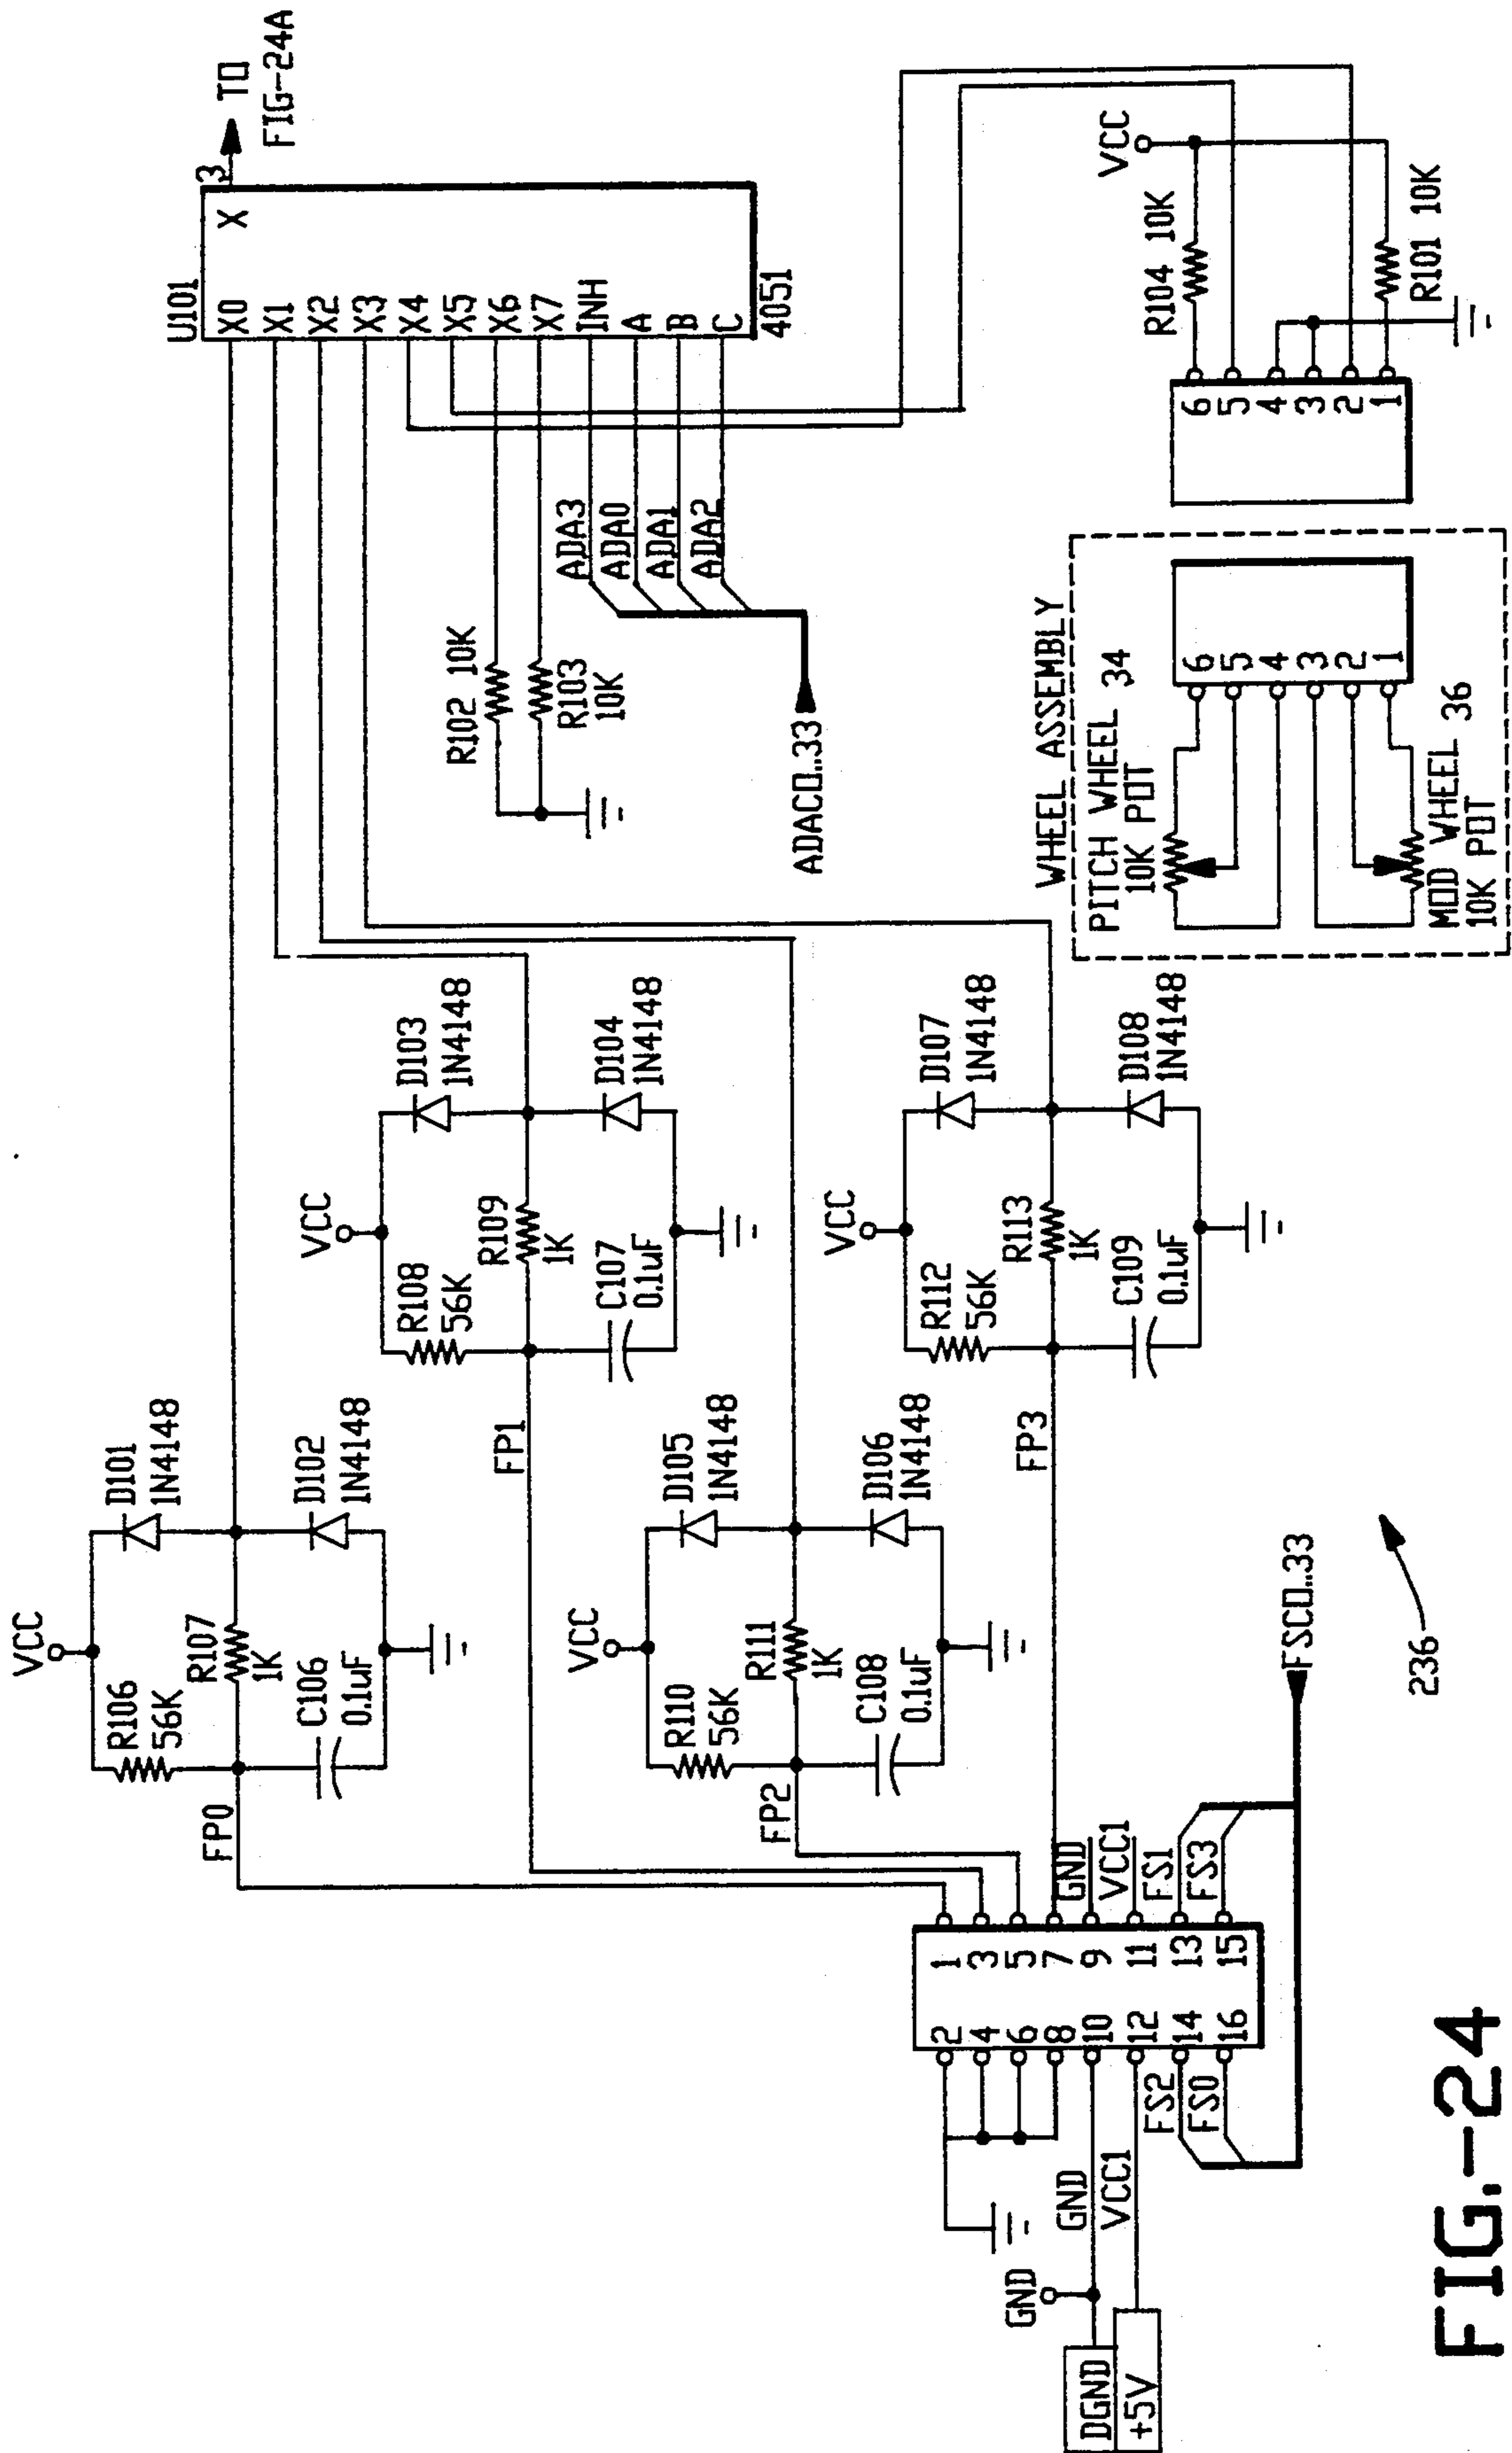 VCC
R106
56K
R107
1K
C106
0.1uF
D101
1N4148
D102
1N4148
FP0
VCC
R108
56K
R109
1K
C107
0.1uF
D103
1N4148
D104
1N4148
FP1
VCC
R110
56K
R111
1K
C108
0.1uF
D105
1N4148
D106
1N4148
FP2
VCC
R112
56K
R113
1K
C109
0.1uF
D107
1N4148
D108
1N4148
FP3
U101
X0 X 3
X1
X2
X3
X4
X5
X6
X7
INH
A
B
C
4051
TO
FIG-24A
R102 10K
R103
10K
ADA3
ADA0
ADA1
ADA2
ADAC0..33
WHEEL ASSEMBLY
PITCH WHEEL 34
10K POT
6
5
4
3
2
1
MOD WHEEL 36
10K POT
6
5
4
3
2
1
VCC
R104 10K
R101 10K
2 1
4 3
6 5
8 7
10 9
12 11
14 13
16 15
GND
VCC1
FS1
FS3
GND
DGND
+5V
GND
VCC1
FS2
FS0
FSC0..33
236
FIG.-24